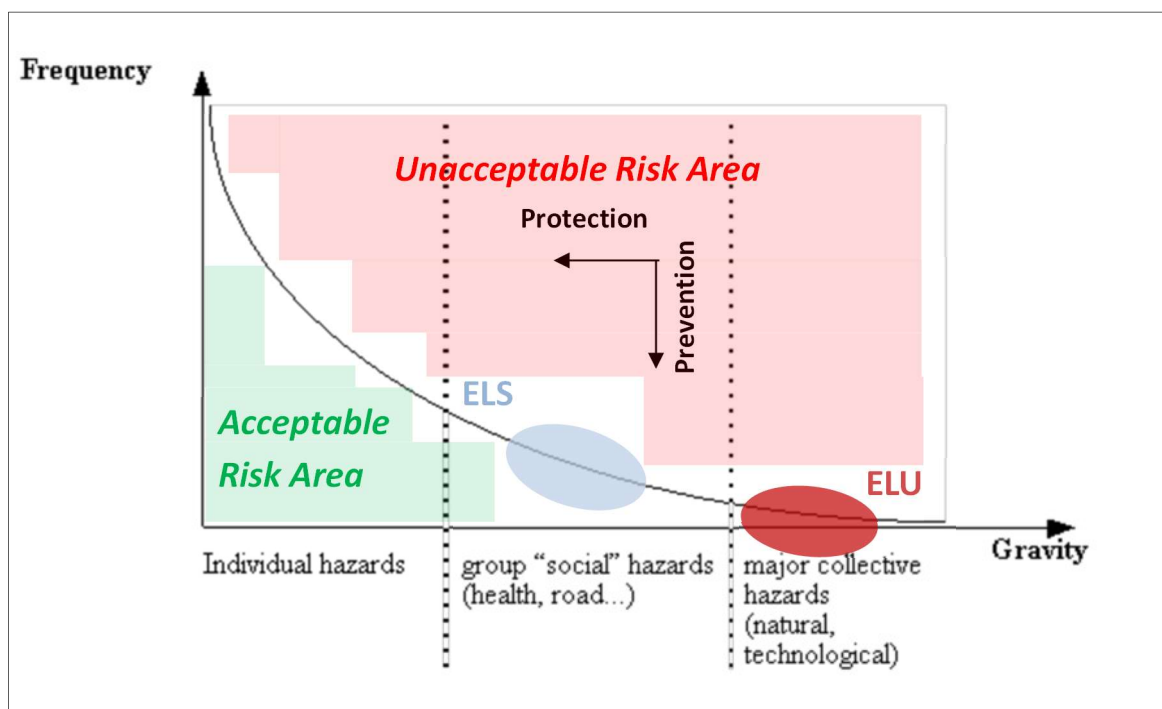 Frequency
Unacceptable Risk Area
Protection
Prevention
ELS
Acceptable
Risk Area
ELU
Gravity
Individual hazards
group “social” hazards
(health, road...)
major collective
hazards
(natural,
technological)